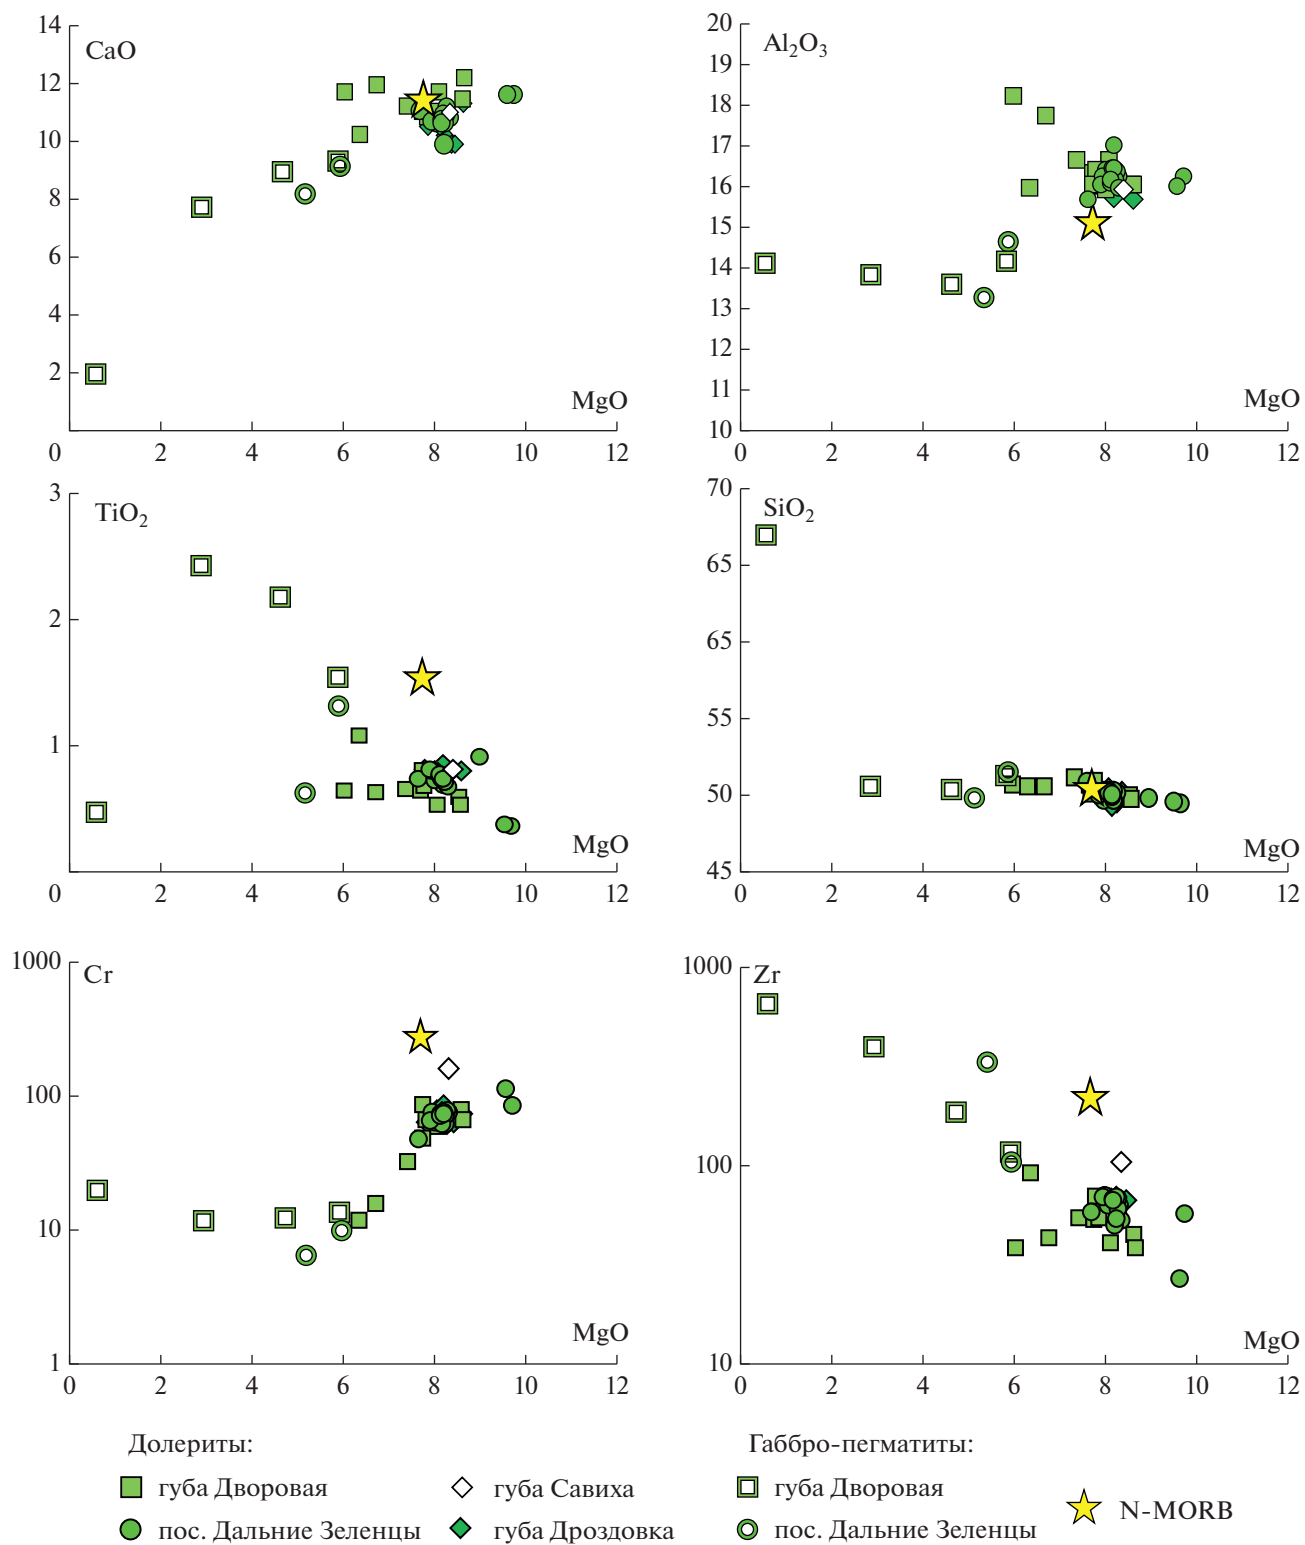 14
12
10
8
6
4
2
CaO
MgO
0 2 4 6 8 10 12
20
19
18
17
16
15
14
13
12
11
10
Al₂O₃
MgO
0 2 4 6 8 10 12
3
2
1
TiO₂
MgO
0 2 4 6 8 10 12
70
65
65
55
50
45
SiO₂
MgO
0 2 4 6 8 10 12
1000
100
10
1
Cr
MgO
0 2 4 6 8 10 12
1000
100
10
Zr
MgO
0 2 4 6 8 10 12
Долериты:
губа Дворовая
пос. Дальние Зеленцы
губа Савиха
губа Дроздовка
Габбро-пегматиты:
губа Дворовая
пос. Дальние Зеленцы
N-MORB